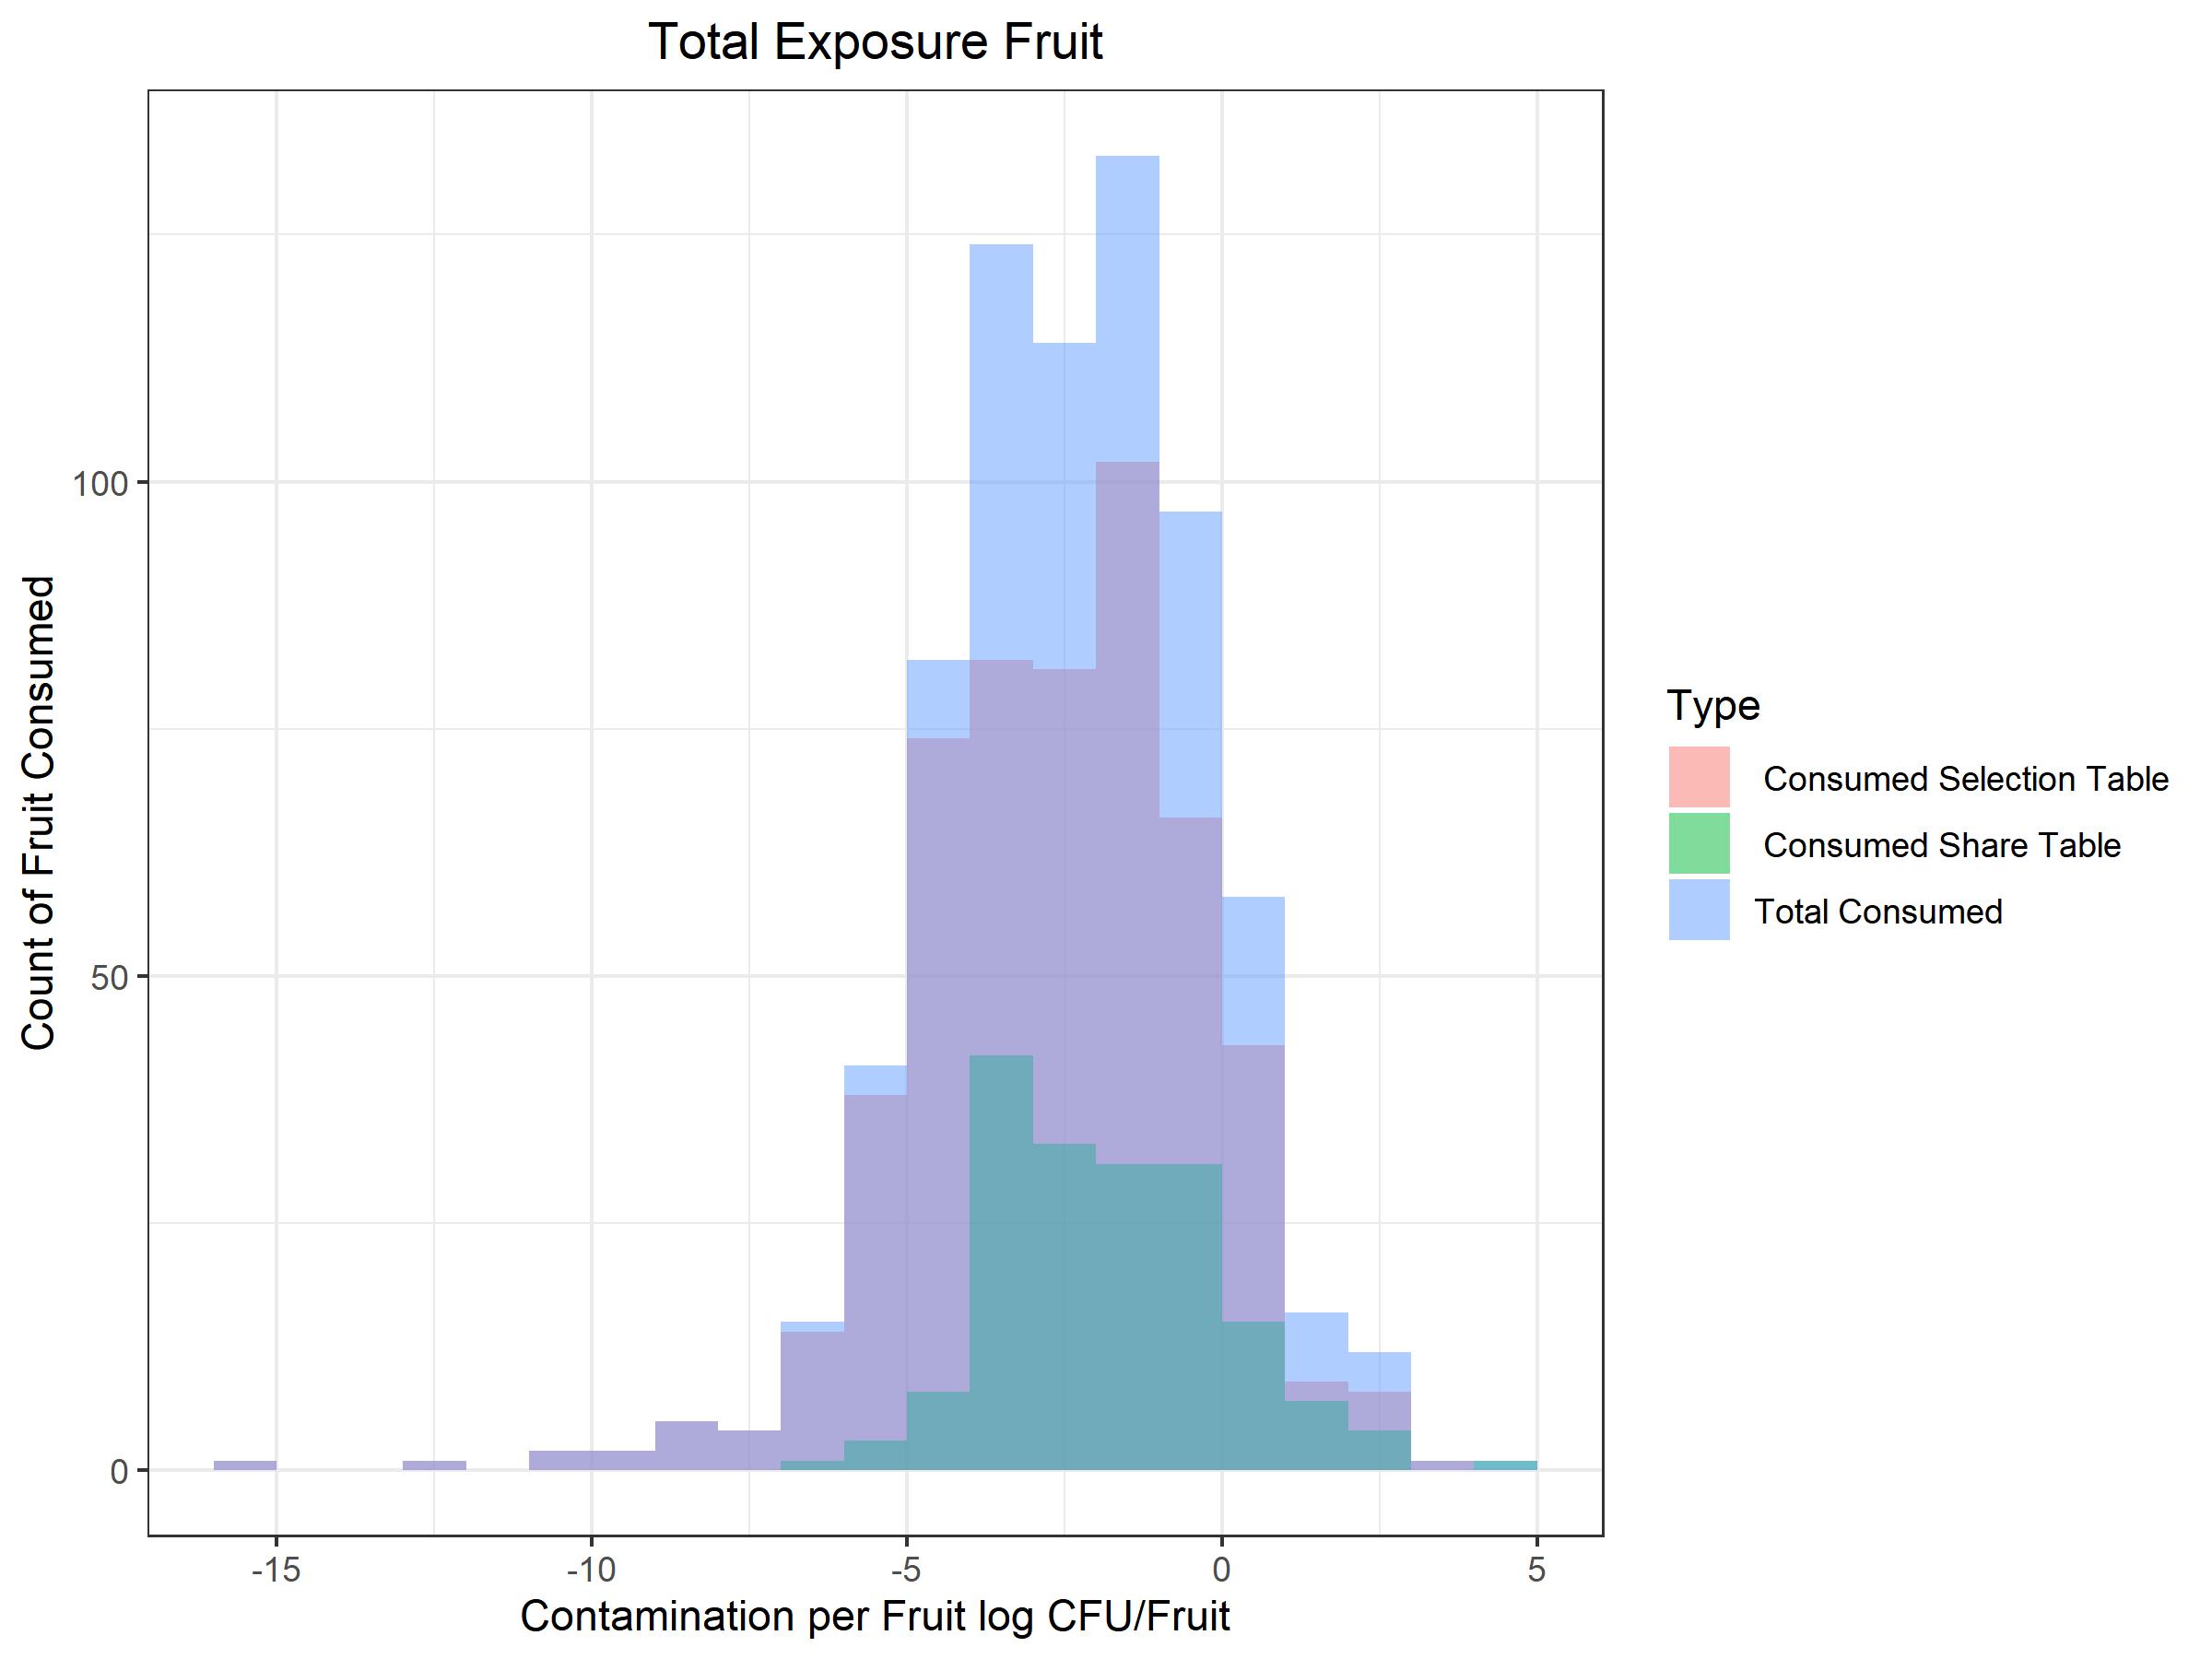 Total Exposure Fruit
Count of Fruit Consumed
100
50
0
-15
-10
-5
0
5
Contamination per Fruit log CFU/Fruit
Type
Consumed Selection Table
Consumed Share Table
Total Consumed